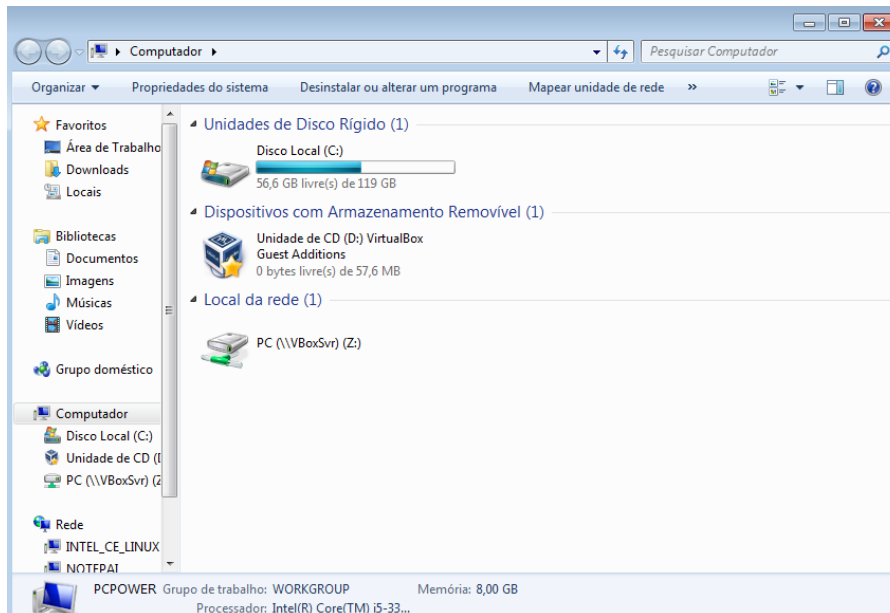 Computador
Pesquisar Computador
Organizar
Propriedades do sistema
Desinstalar ou alterar um programa
Mapear unidade de rede
»
Favoritos
Área de Trabalho
Downloads
Locais
Bibliotecas
Documentos
Imagens
Músicas
Vídeos
Grupo doméstico
Computador
Disco Local (C:)
Unidade de CD (D
PC (\\VBoxSvr) (Z
Rede
INTEL_CE_LINUX
NOTEPAI
Unidades de Disco Rígido (1)
Disco Local (C:)
56,6 GB livre(s) de 119 GB
Dispositivos com Armazenamento Removível (1)
Unidade de CD (D:) VirtualBox
Guest Additions
0 bytes livre(s) de 57,6 MB
Local da rede (1)
PC (\\VBoxSvr) (Z:)
PCPOWER Grupo de trabalho: WORKGROUP Memória: 8,00 GB
Processador: Intel(R) Core(TM) i5-33...